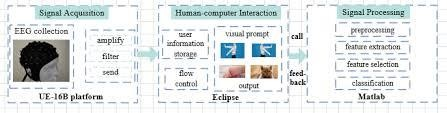 Signal Acquisition
EEG collection
amplify
filter
send
UE-16B platform
Human-computer Interaction
user
information
storage
visual prompt
flow
control
output
Eclipse
call
feed-
back
Signal Processing
preprocessing
feature extraction
feature selection
classification
Matlab